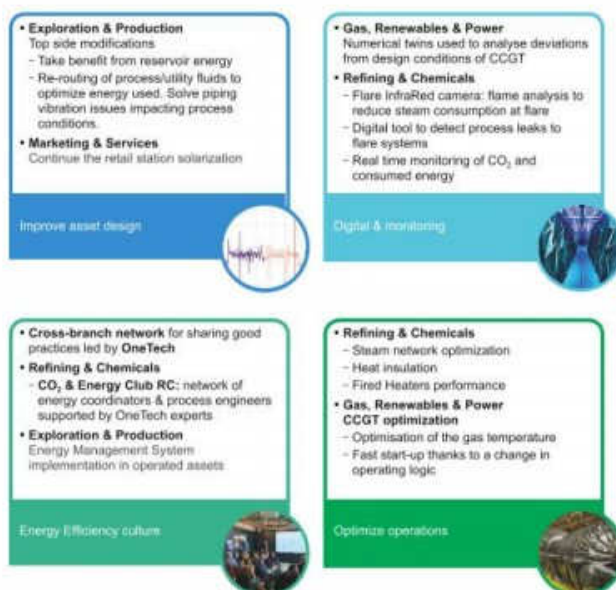 • Exploration & Production
Top side modifications
– Take benefit from reservoir energy
– Re-routing of process/utility fluids to
optimize energy used. Solve piping
vibration issues impacting process
conditions.
• Marketing & Services
Continue the retail station solarization
Improve asset design
• Gas, Renewables & Power
Numerical twins used to analyse deviations
from design conditions of CCGT
• Refining & Chemicals
– Flare InfraRed camera: flame analysis to
reduce steam consumption at flare
– Digital tool to detect process leaks to
flare systems
– Real time monitoring of CO₂ and
consumed energy
Digital & monitoring
• Cross-branch network for sharing good
practices led by OneTech
• Refining & Chemicals
– CO₂ & Energy Club RC: network of
energy coordinators & process engineers
supported by OneTech experts
• Exploration & Production
Energy Management System
implementation in operated assets
Energy Efficiency culture
• Refining & Chemicals
– Steam network optimization
– Heat insulation
– Fired Heaters performance
• Gas, Renewables & Power
CCGT optimization
– Optimisation of the gas temperature
– Fast start-up thanks to a change in
operating logic
Optimize operations